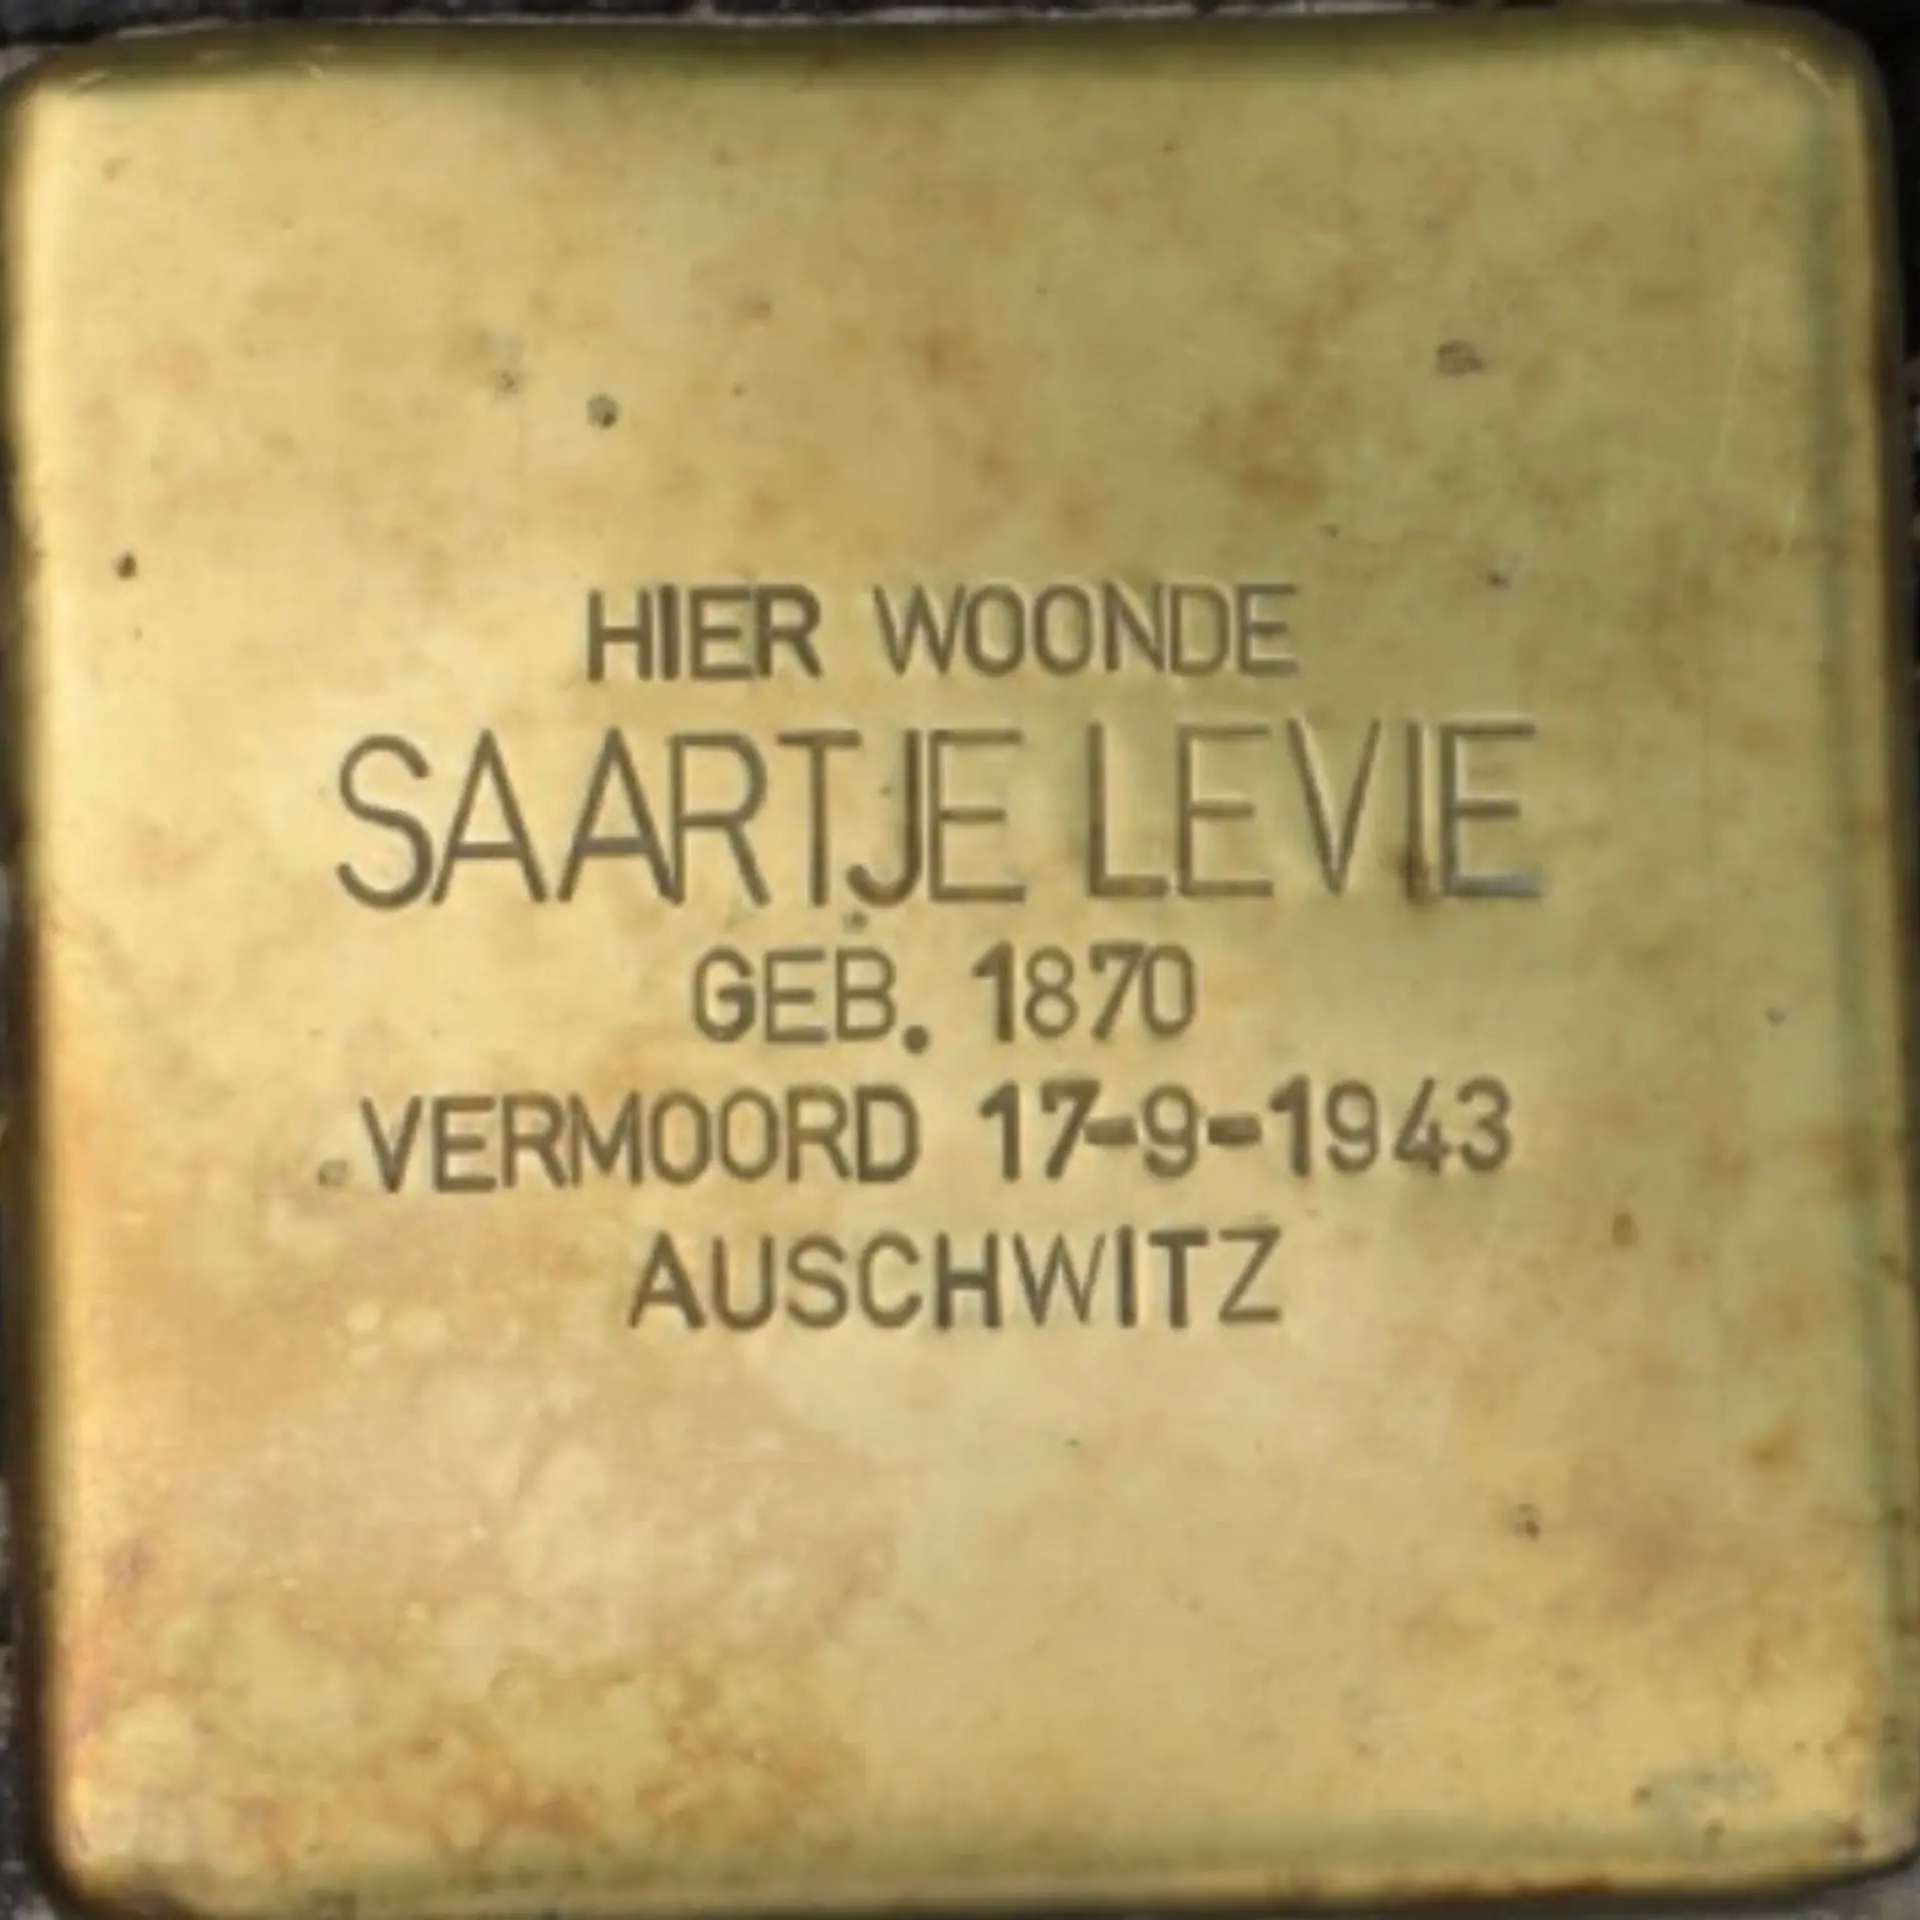 HIER WOONDE
SAARTJE LEVIE
GEB. 1870
VERMOORD 17-9-1943
AUSCHWITZ